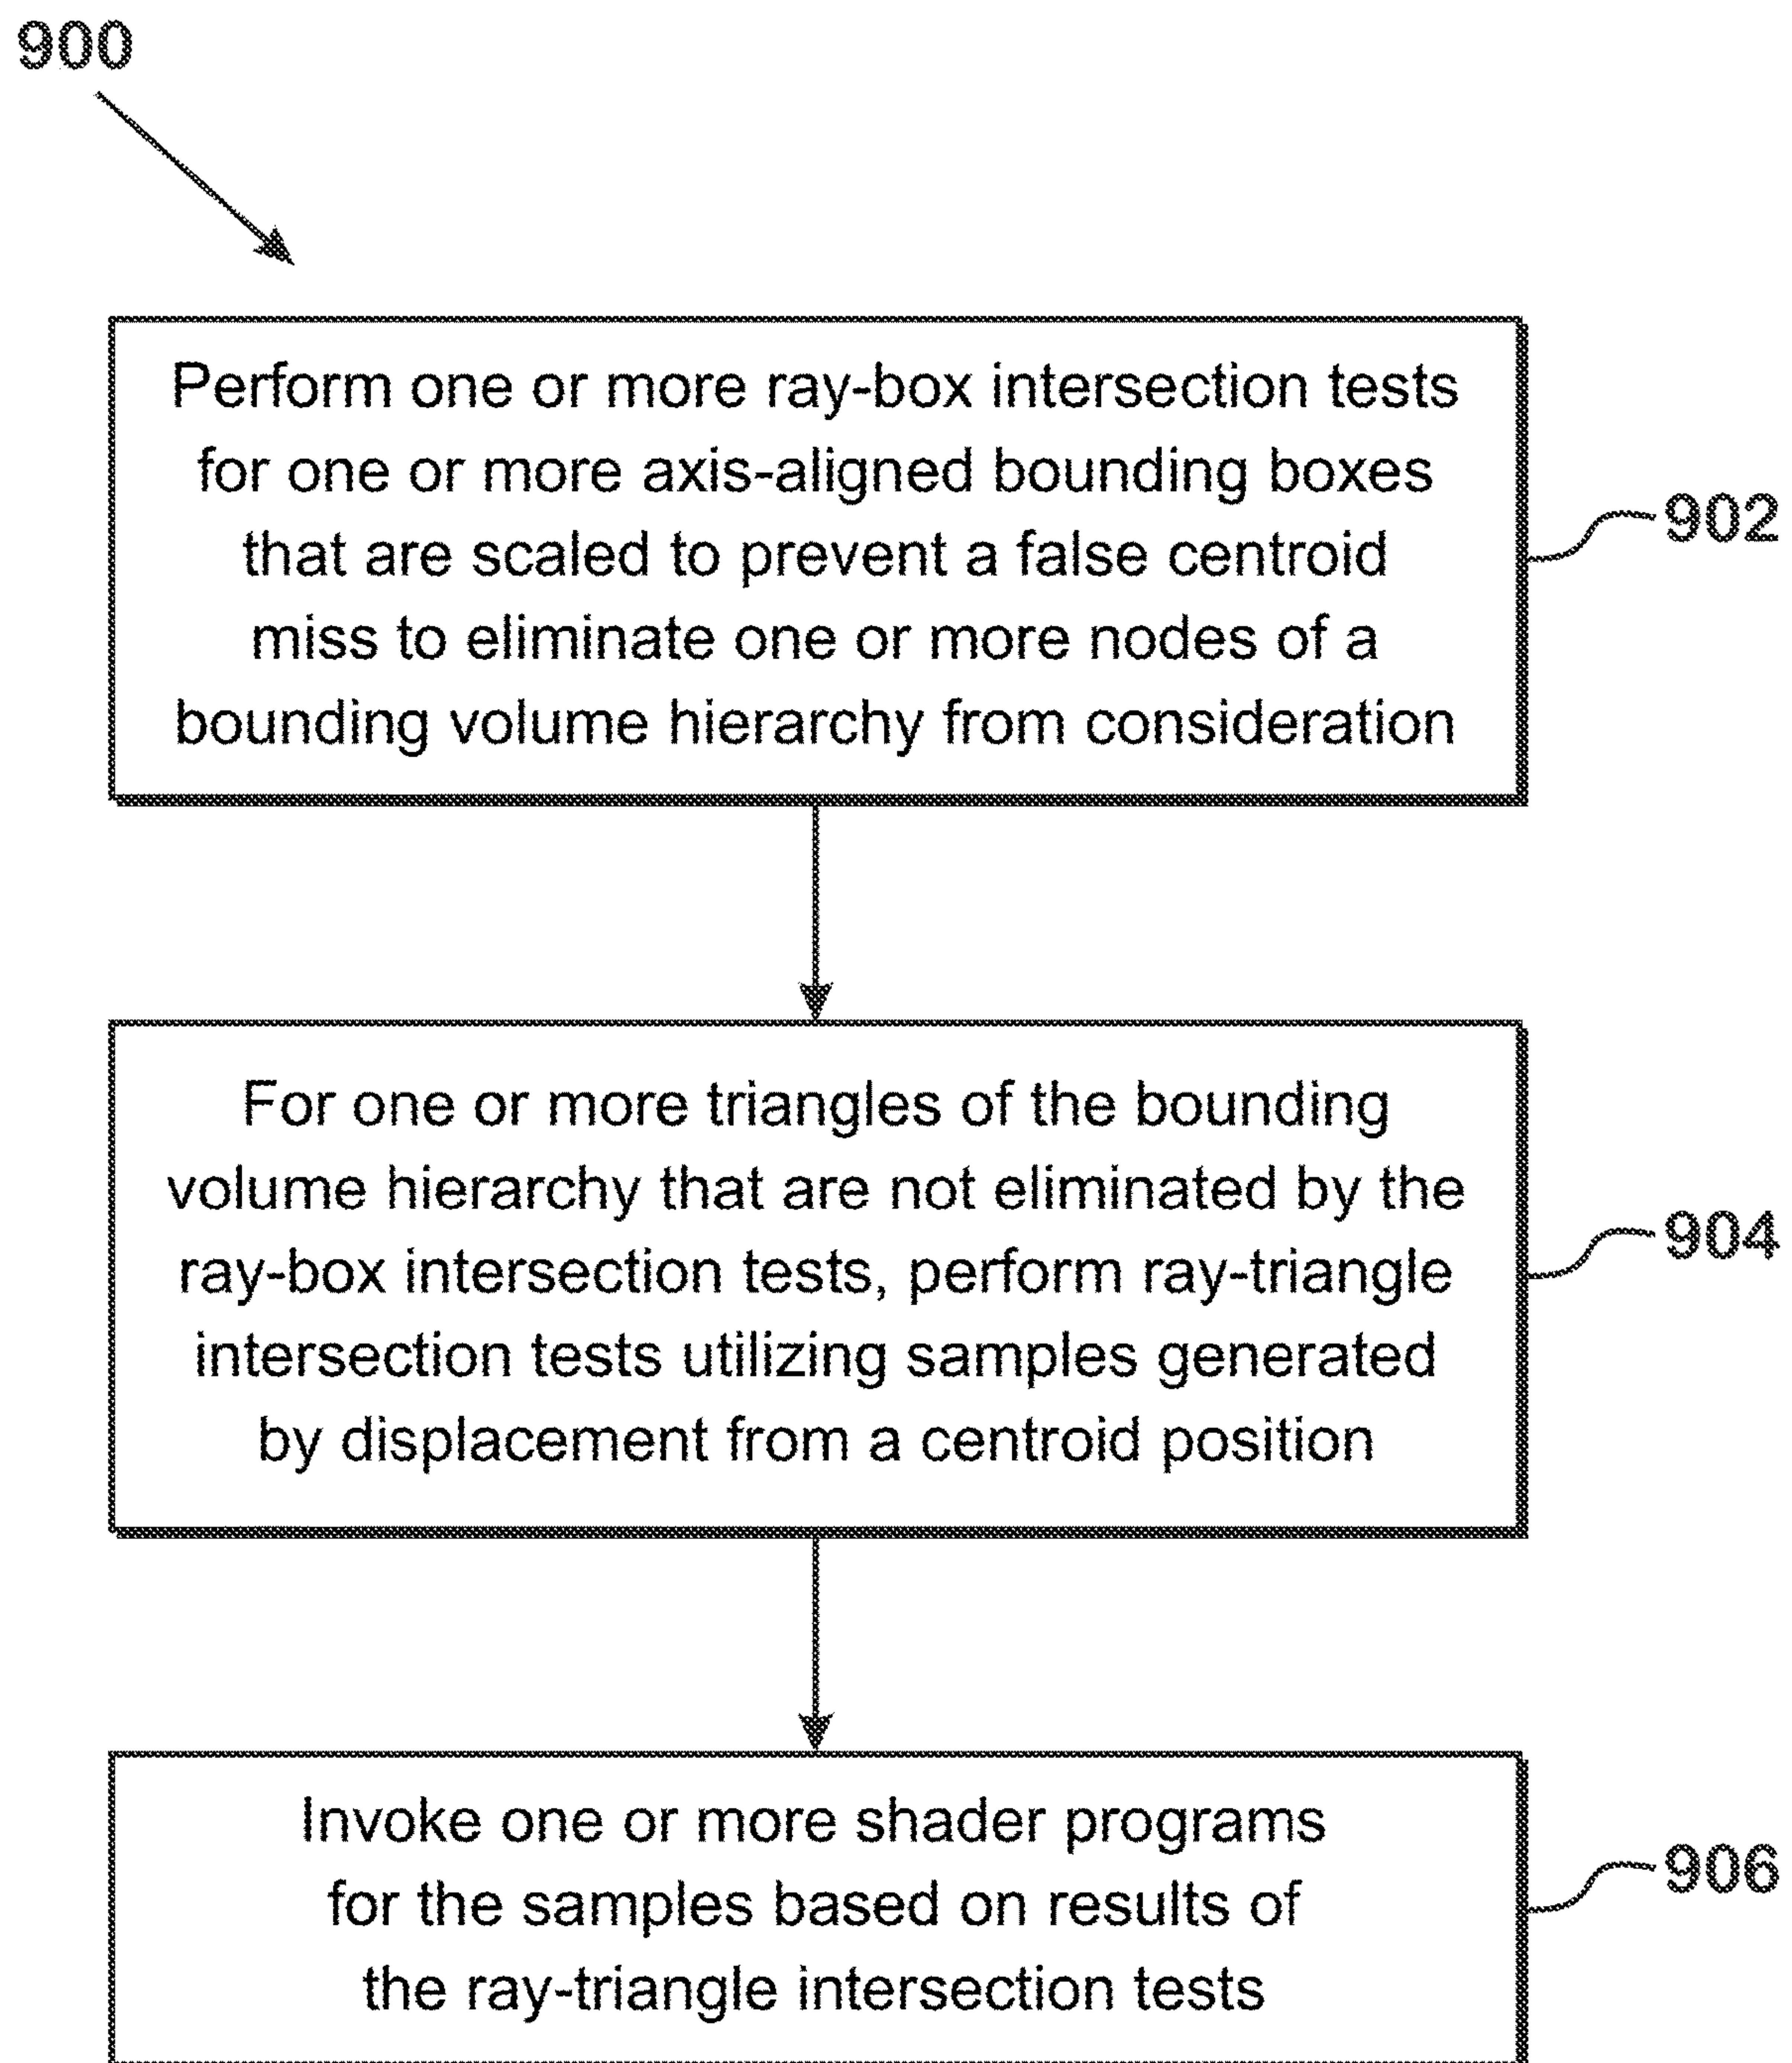 900
Perform one or more ray-box intersection tests
for one or more axis-aligned bounding boxes
that are scaled to prevent a false centroid
miss to eliminate one or more nodes of a
bounding volume hierarchy from consideration
902
For one or more triangles of the bounding
volume hierarchy that are not eliminated by the
ray-box intersection tests, perform ray-triangle
intersection tests utilizing samples generated
by displacement from a centroid position
904
Invoke one or more shader programs
for the samples based on results of
the ray-triangle intersection tests
906